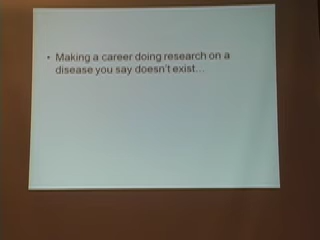 • Making a career doing research on a
disease you say doesn't exist…